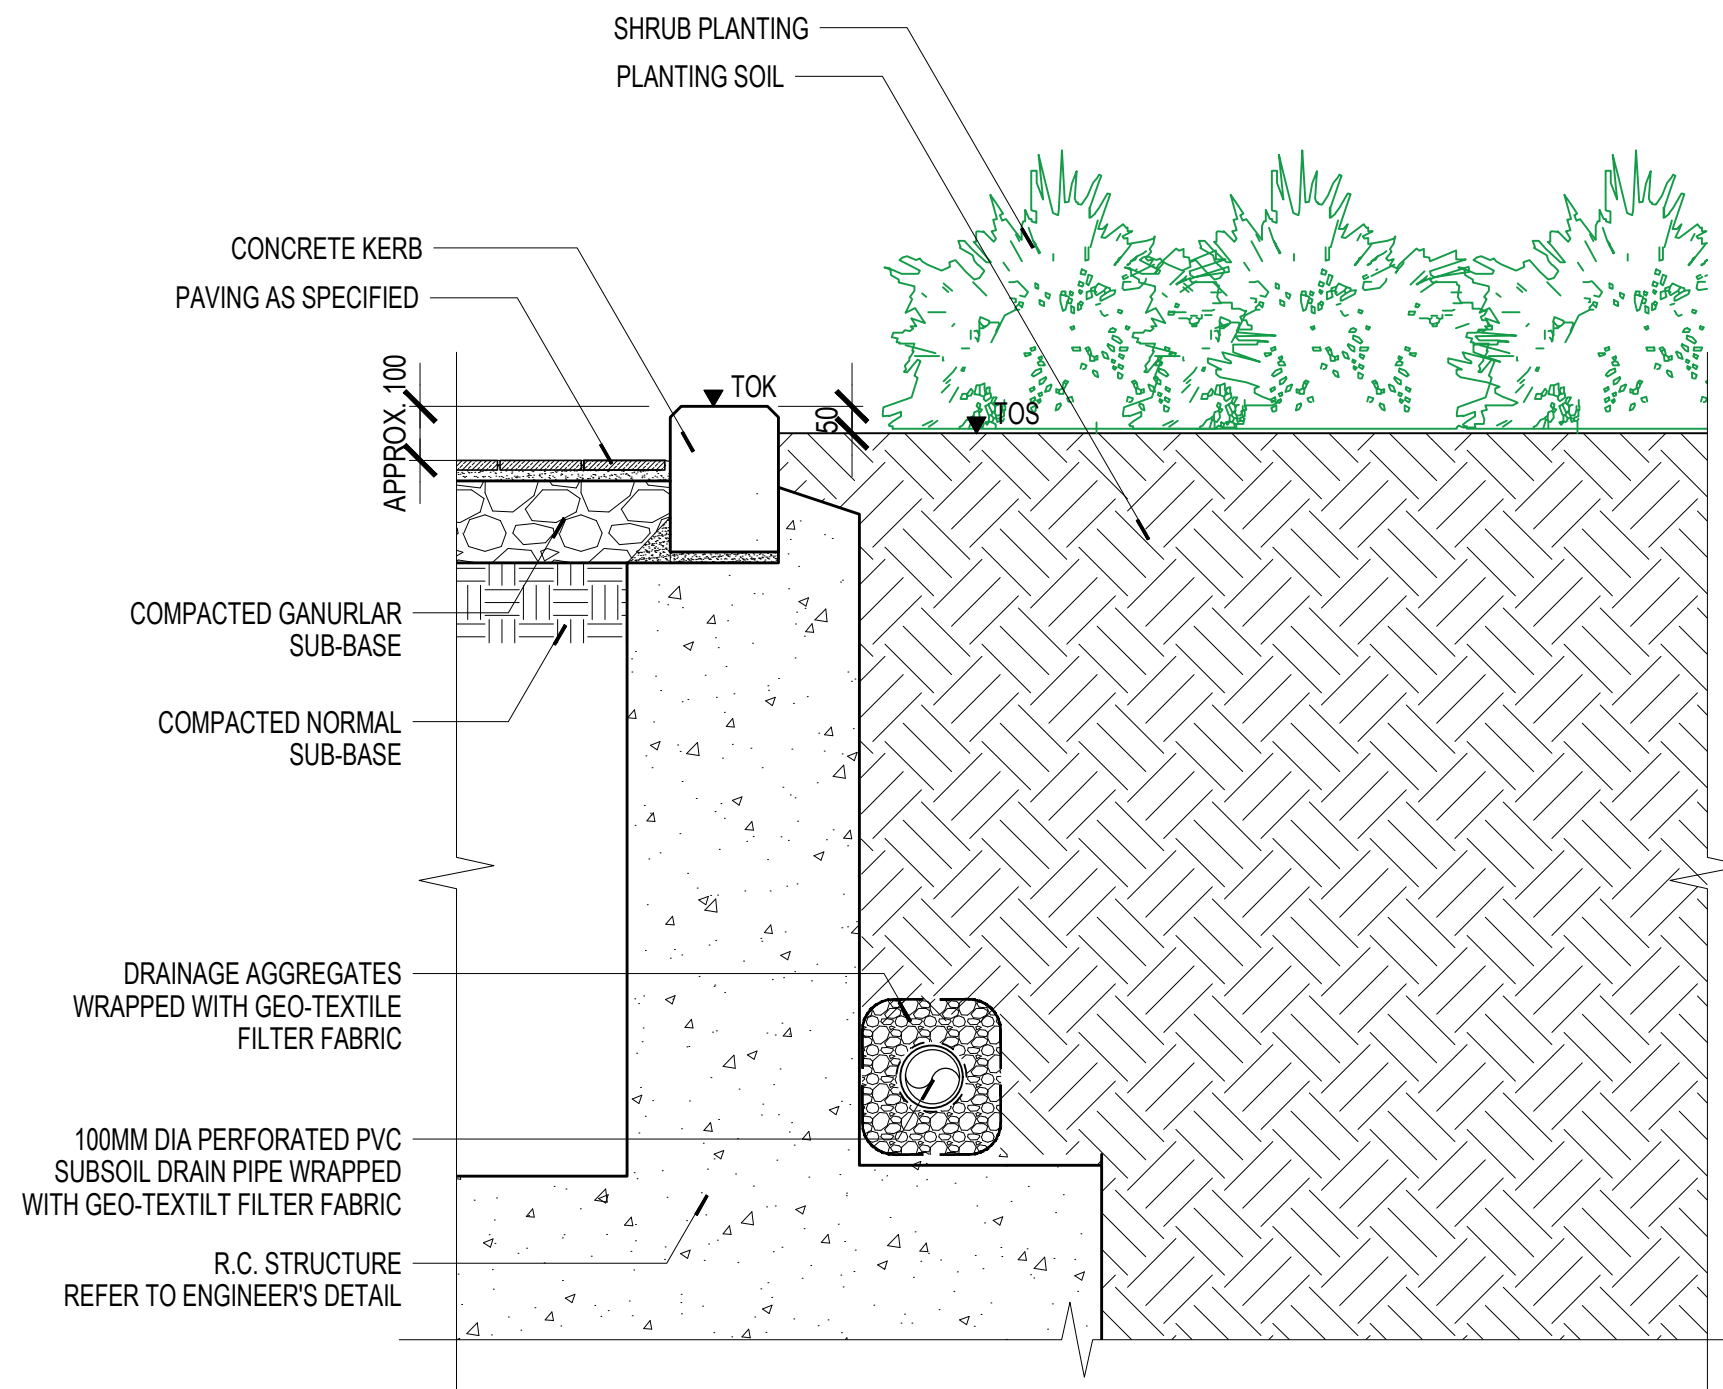 SHRUB PLANTING
PLANTING SOIL
CONCRETE KERB
PAVING AS SPECIFIED
APPROX. 100
TOK
50
TOS
COMPACTED GANURLAR
SUB-BASE
COMPACTED NORMAL
SUB-BASE
DRAINAGE AGGREGATES
WRAPPED WITH GEO-TEXTILE
FILTER FABRIC
100MM DIA PERFORATED PVC
SUBSOIL DRAIN PIPE WRAPPED
WITH GEO-TEXTILT FILTER FABRIC
R.C. STRUCTURE
REFER TO ENGINEER'S DETAIL